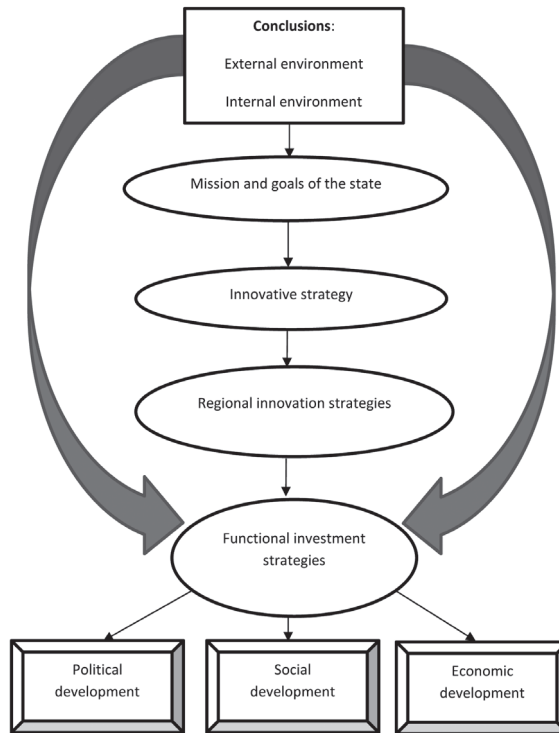 Conclusions:
External environment
Internal environment
Mission and goals of the state
Innovative strategy
Regional innovation strategies
Functional investment
strategies
Political
development
Social
development
Economic
development